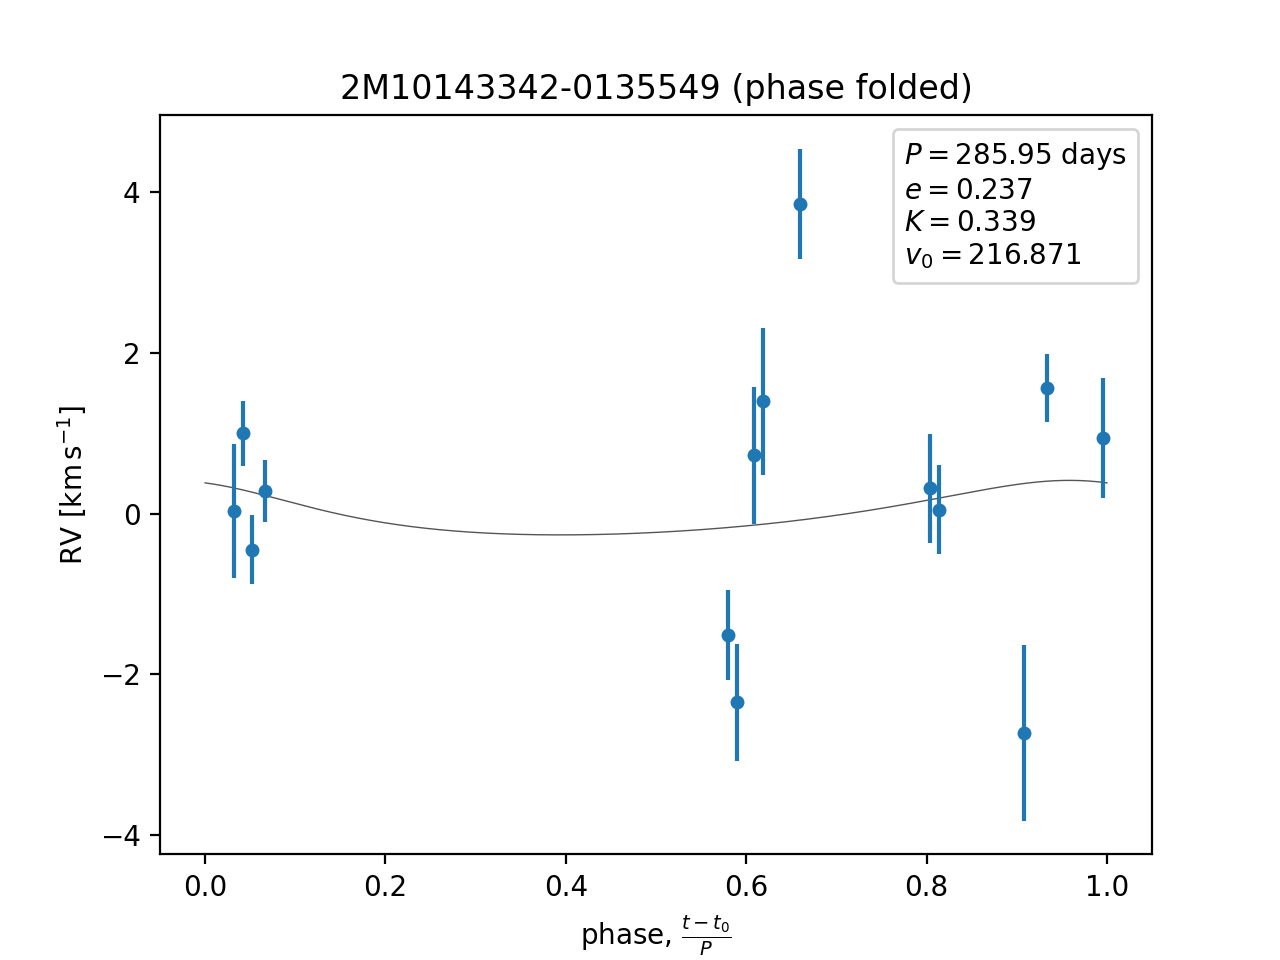 2M10143342-0135549 (phase folded)
P = 285.95 days
e = 0.237
K = 0.339
v₀ = 216.871
RV [km s⁻¹]
4
2
0
−2
−4
0.0 0.2 0.4 0.6 0.8 1.0
phase, (t − t₀)/P